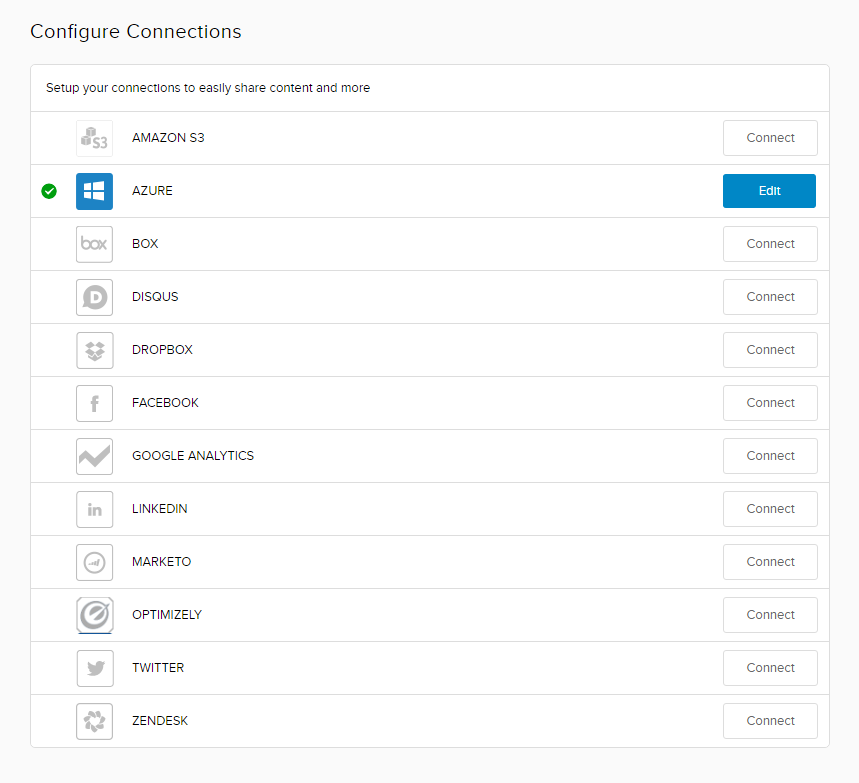 Configure Connections
Setup your connections to easily share content and more
S3 AMAZON S3 Connect
AZURE Edit
box BOX Connect
D DISQUS Connect
DROPBOX Connect
f FACEBOOK Connect
GOOGLE ANALYTICS Connect
in LINKEDIN Connect
MARKETO Connect
OPTIMIZELY Connect
TWITTER Connect
ZENDESK Connect